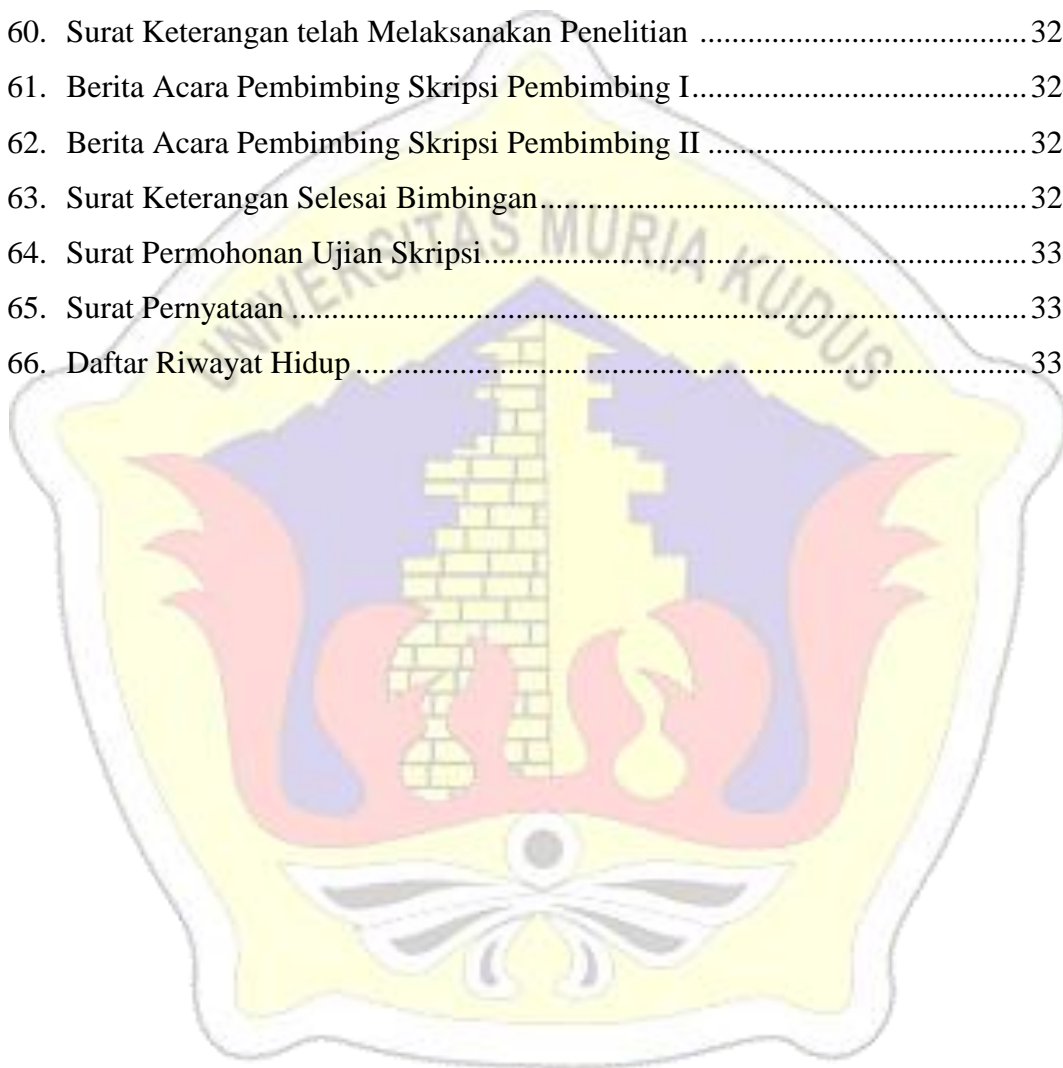 60. Surat Keterangan telah Melaksanakan Penelitian ........................................ 32
61. Berita Acara Pembimbing Skripsi Pembimbing I ......................................... 32
62. Berita Acara Pembimbing Skripsi Pembimbing II ....................................... 32
63. Surat Keterangan Selesai Bimbingan ........................................................... 32
64. Surat Permohonan Ujian Skripsi .................................................................. 33
65. Surat Pernyataan .......................................................................................... 33
66. Daftar Riwayat Hidup .................................................................................. 33
UNIVERSITAS MURIA KUDUS